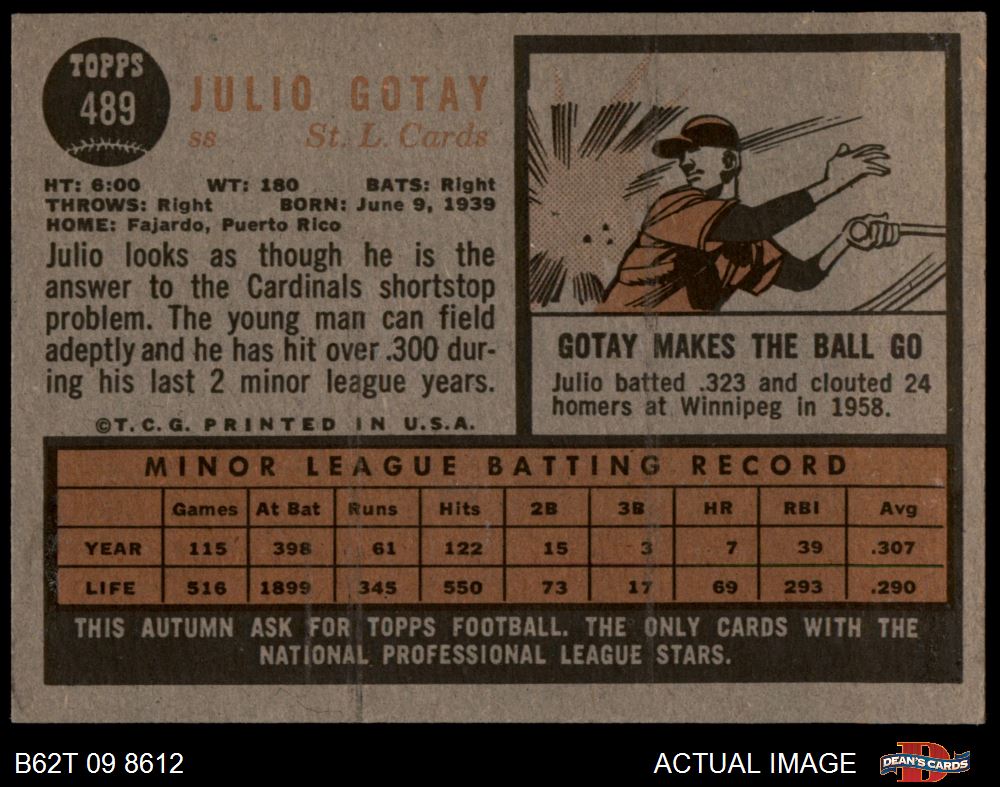 TOPPS
489
JULIO GOTAY
ss St. L. Cards
HT: 6:00 WT: 180 BATS: Right
THROWS: Right BORN: June 9, 1939
HOME: Fajardo, Puerto Rico
Julio looks as though he is the
answer to the Cardinals shortstop
problem. The young man can field
adeptly and he has hit over .300 dur-
ing his last 2 minor league years.
©T.C.G. PRINTED IN U.S.A.
GOTAY MAKES THE BALL GO
Julio batted .323 and clouted 24
homers at Winnipeg in 1958.
MINOR LEAGUE BATTING RECORD
Games At Bat Runs Hits 2B 3B HR RBI Avg
YEAR 115 398 61 122 15 3 7 39 .307
LIFE 516 1899 345 550 73 17 69 293 .290
THIS AUTUMN ASK FOR TOPPS FOOTBALL. THE ONLY CARDS WITH THE
NATIONAL PROFESSIONAL LEAGUE STARS.
B62T 09 8612 ACTUAL IMAGE
D
DEAN'S CARDS